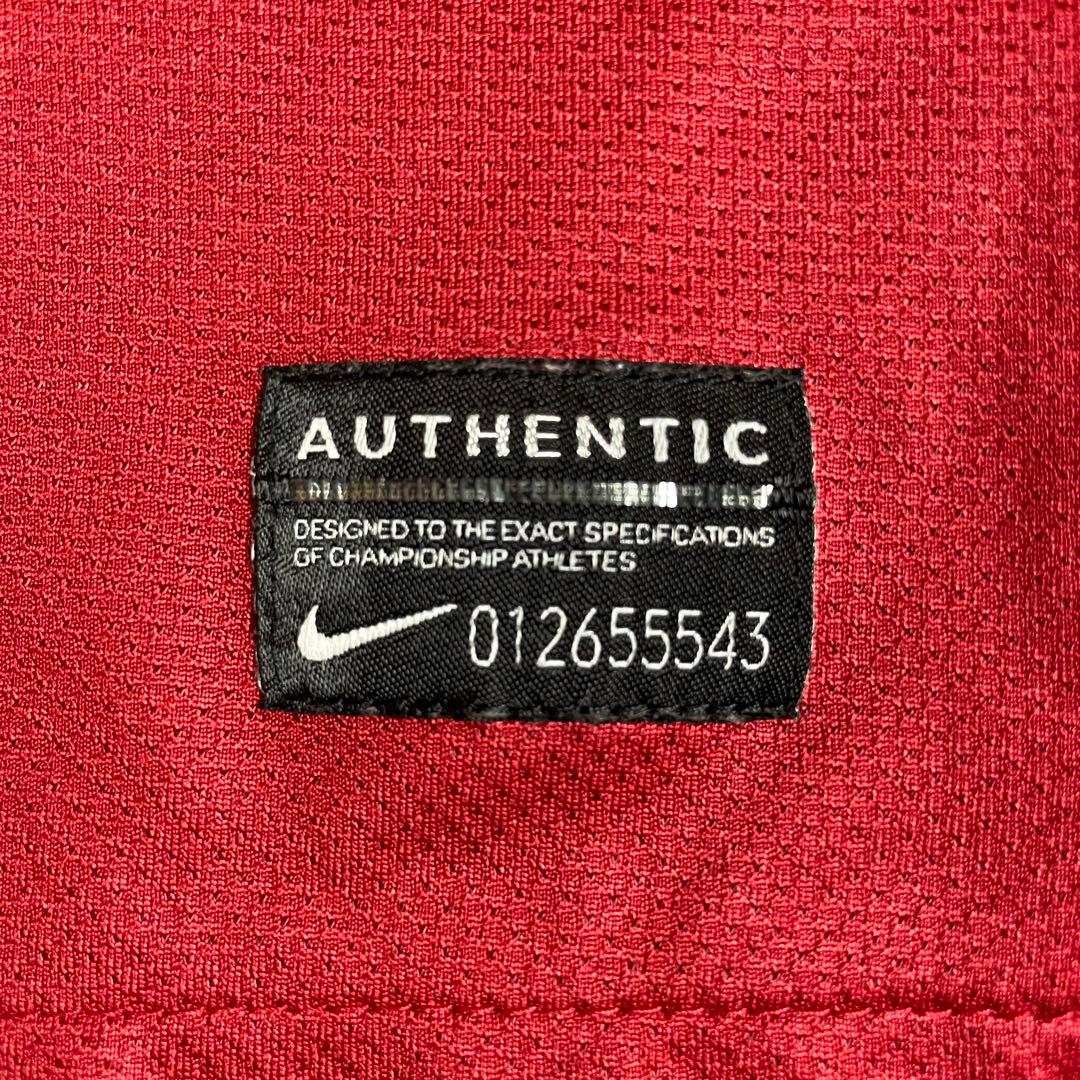 AUTHENTIC
DESIGNED TO THE EXACT SPECIFICATIONS
OF CHAMPIONSHIP ATHLETES
012655543